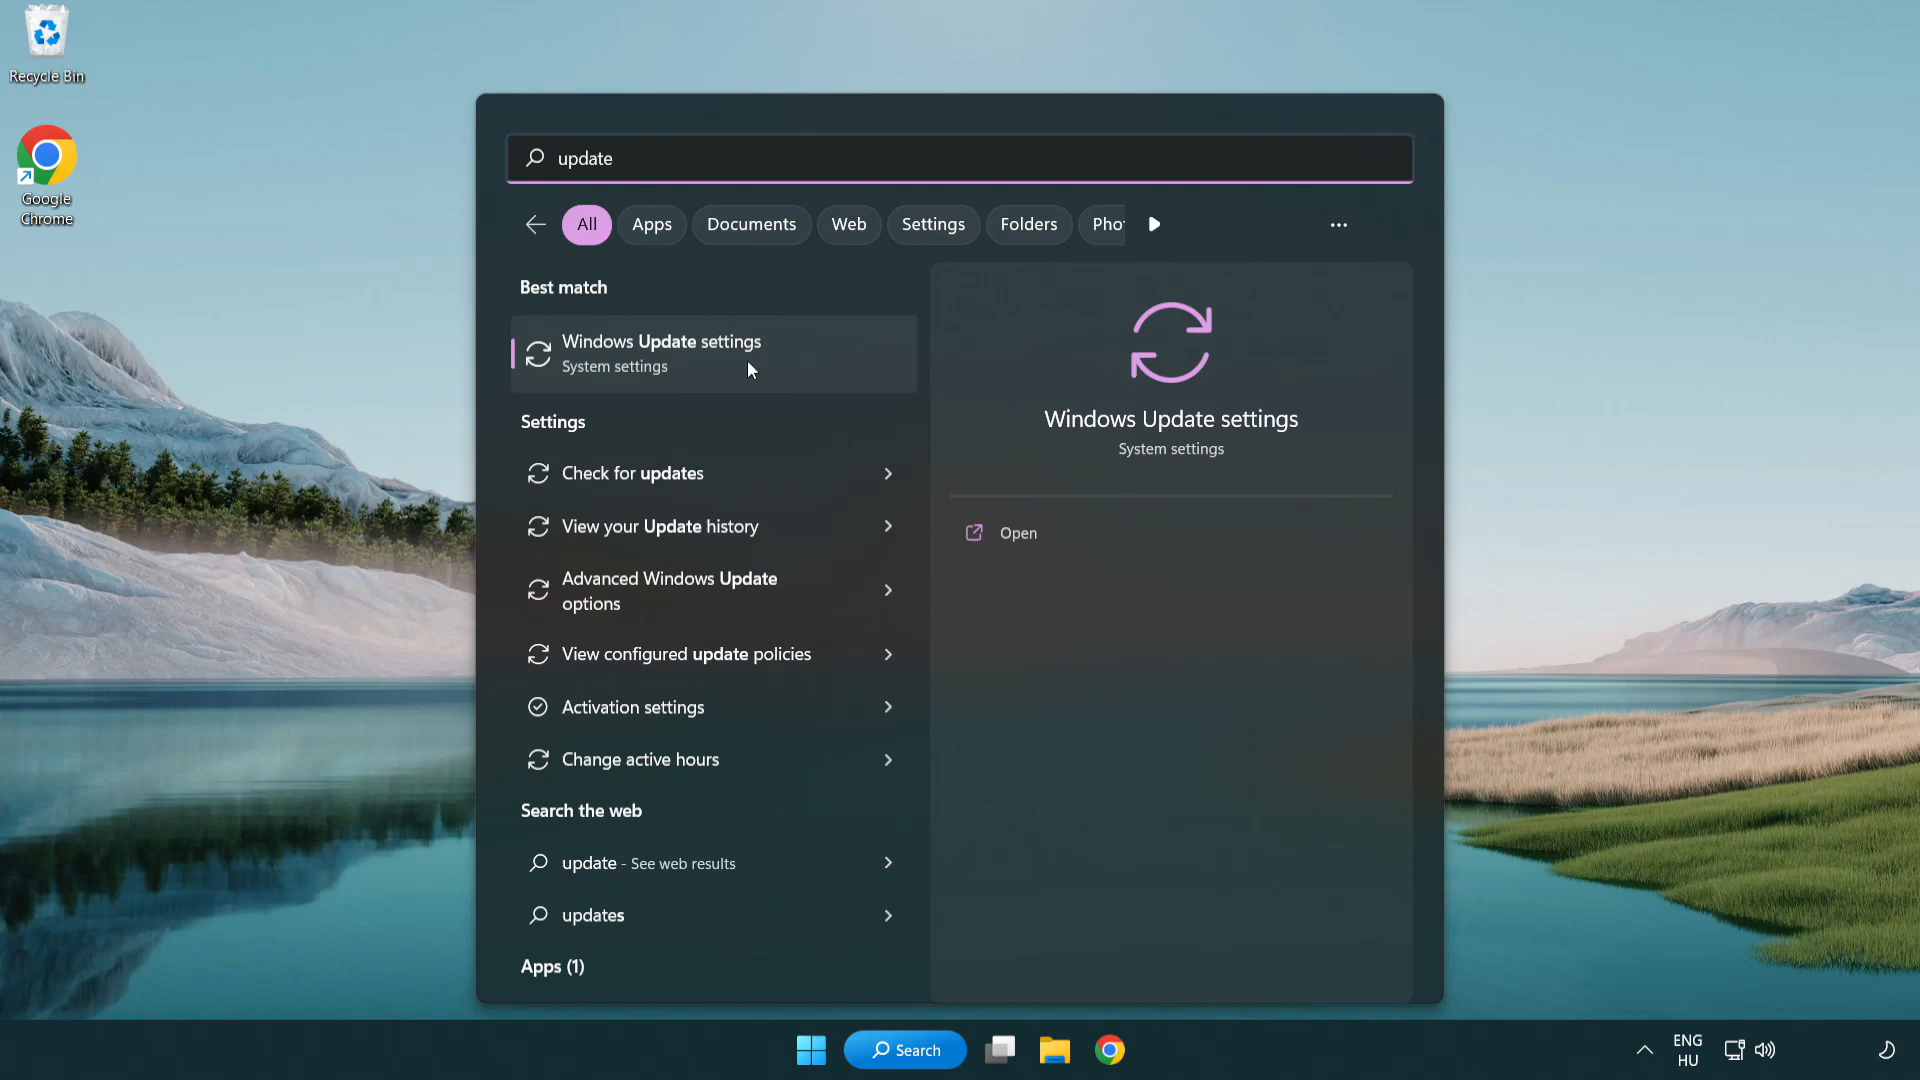 Recycle Bin
Google
Chrome
update
All
Apps
Documents
Web
Settings
Folders
Pho
Best match
Windows Update settings
System settings
Settings
Check for updates
View your Update history
Advanced Windows Update
options
View configured update policies
Activation settings
Change active hours
Search the web
update - See web results
updates
Apps (1)
Windows Update settings
System settings
Open
Search
ENG
HU